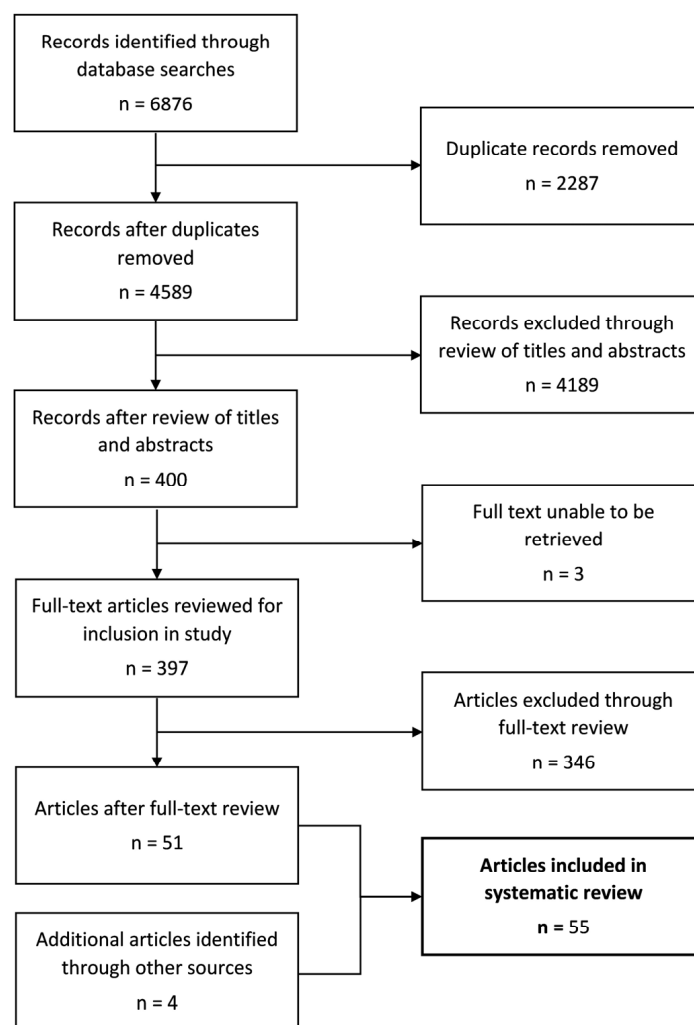 Records identified through
database searches
n = 6876
Duplicate records removed
n = 2287
Records after duplicates
removed
n = 4589
Records excluded through
review of titles and abstracts
n = 4189
Records after review of titles
and abstracts
n = 400
Full text unable to be
retrieved
n = 3
Full-text articles reviewed for
inclusion in study
n = 397
Articles excluded through
full-text review
n = 346
Articles after full-text review
n = 51
Articles included in
systematic review
n = 55
Additional articles identified
through other sources
n = 4